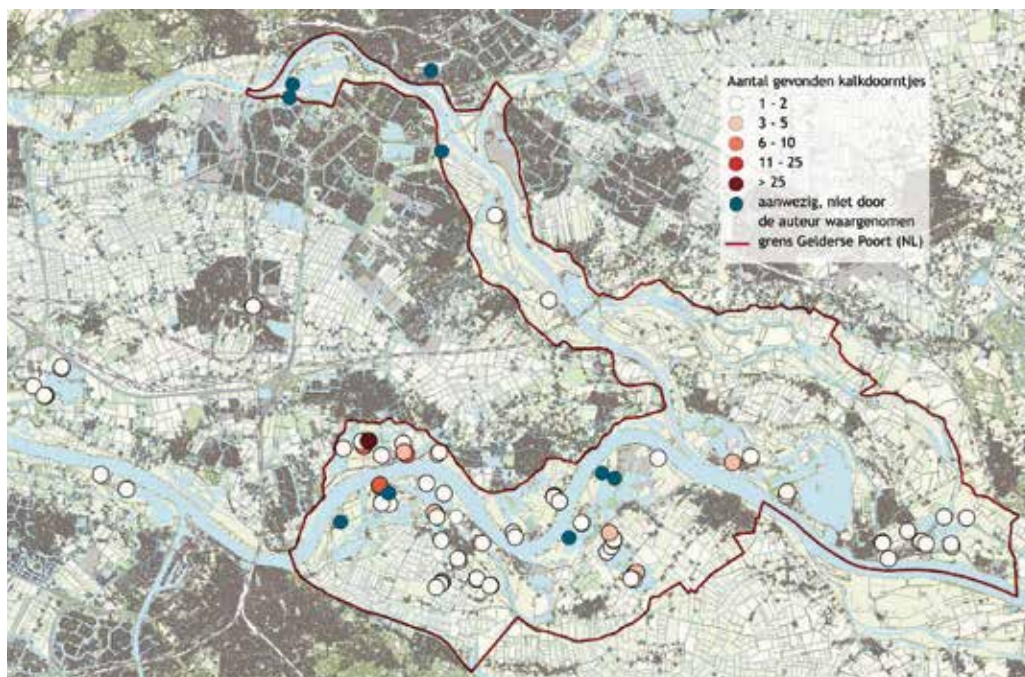 Aantal gevonden kalkdoorntjes
1 - 2
3 - 5
6 - 10
11 - 25
> 25
aanwezig, niet door
de auteur waargenomen
grens Gelderse Poort (NL)